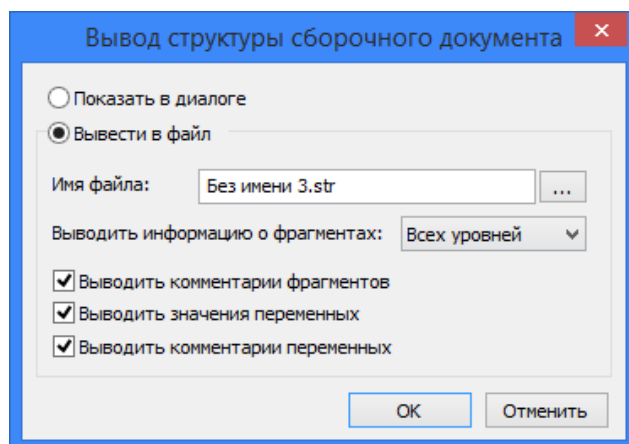 Вывод структуры сборочного документа
Показать в диалоге
Вывести в файл
Имя файла: Без имени 3.str ...
Выводить информацию о фрагментах: Всех уровней
Выводить комментарии фрагментов
Выводить значения переменных
Выводить комментарии переменных
OK Отменить